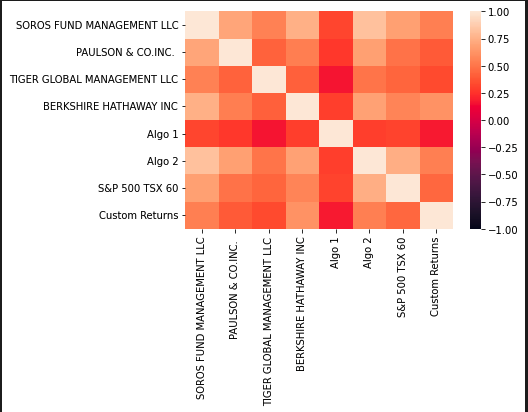 SOROS FUND MANAGEMENT LLC
PAULSON & CO.INC.
TIGER GLOBAL MANAGEMENT LLC
BERKSHIRE HATHAWAY INC
Algo 1
Algo 2
S&P 500 TSX 60
Custom Returns
SOROS FUND MANAGEMENT LLC
PAULSON & CO.INC.
TIGER GLOBAL MANAGEMENT LLC
BERKSHIRE HATHAWAY INC
Algo 1
Algo 2
S&P 500 TSX 60
Custom Returns
1.00
0.75
0.50
0.25
0.00
−0.25
−0.50
−0.75
−1.00